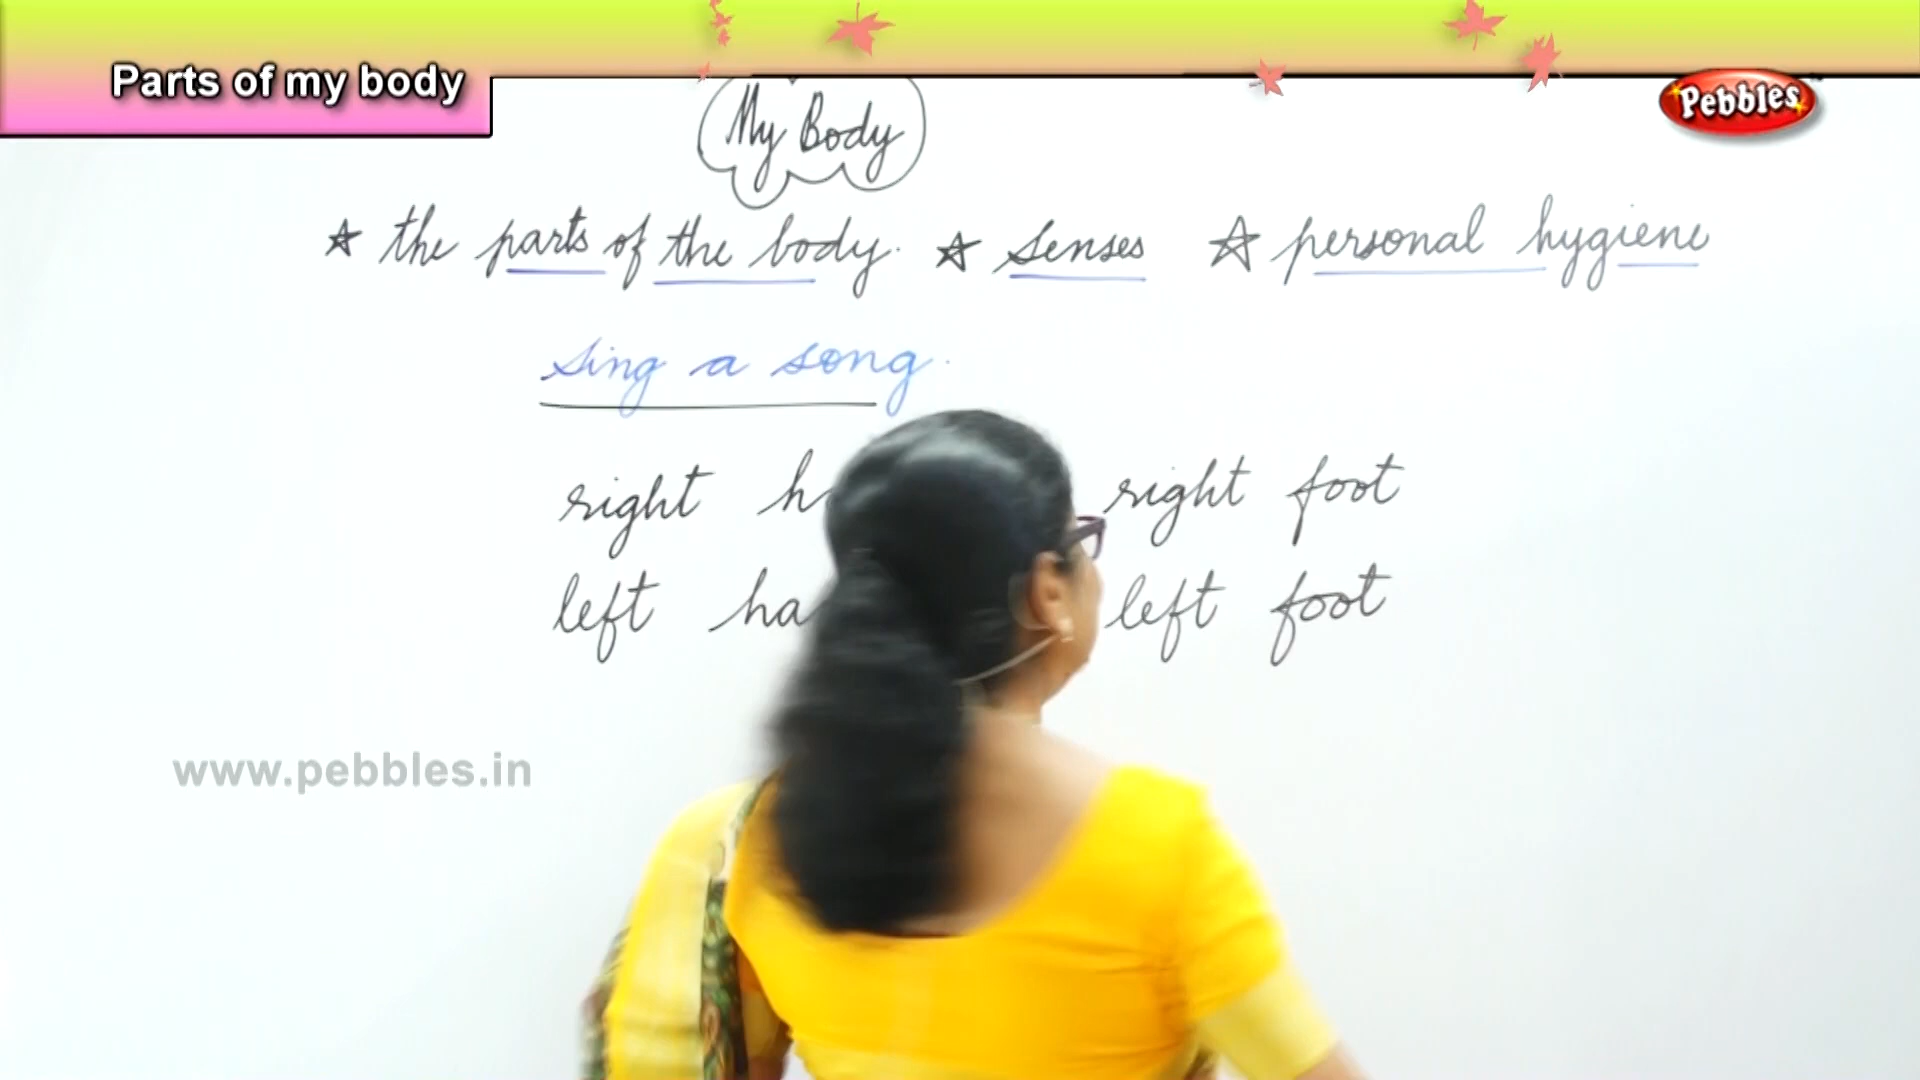 Parts of my body
Pebbles
My Body
the parts of the body. senses personal hygiene
sing a song.
right right foot
left left foot
www.pebbles.in